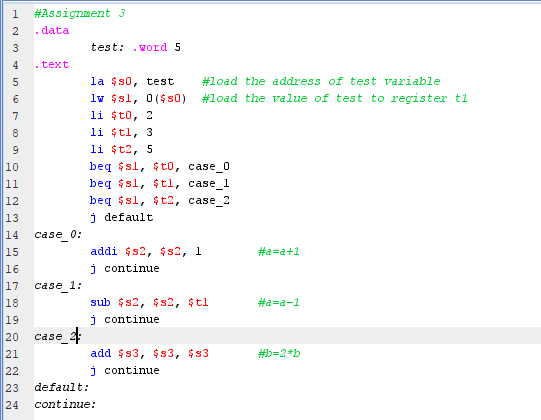 1 #Assignment 3
2 .data
3 test: .word 5
4 .text
5 la $s0, test #load the address of test variable
6 lw $s1, 0($s0) #load the value of test to register t1
7 li $t0, 2
8 li $t1, 3
9 li $t2, 5
10 beq $s1, $t0, case_0
11 beq $s1, $t1, case_1
12 beq $s1, $t2, case_2
13 j default
14 case_0:
15 addi $s2, $s2, 1 #a=a+1
16 j continue
17 case_1:
18 sub $s2, $s2, $t1 #a=a-1
19 j continue
20 case_2:
21 add $s3, $s3, $s3 #b=2*b
22 j continue
23 default:
24 continue: